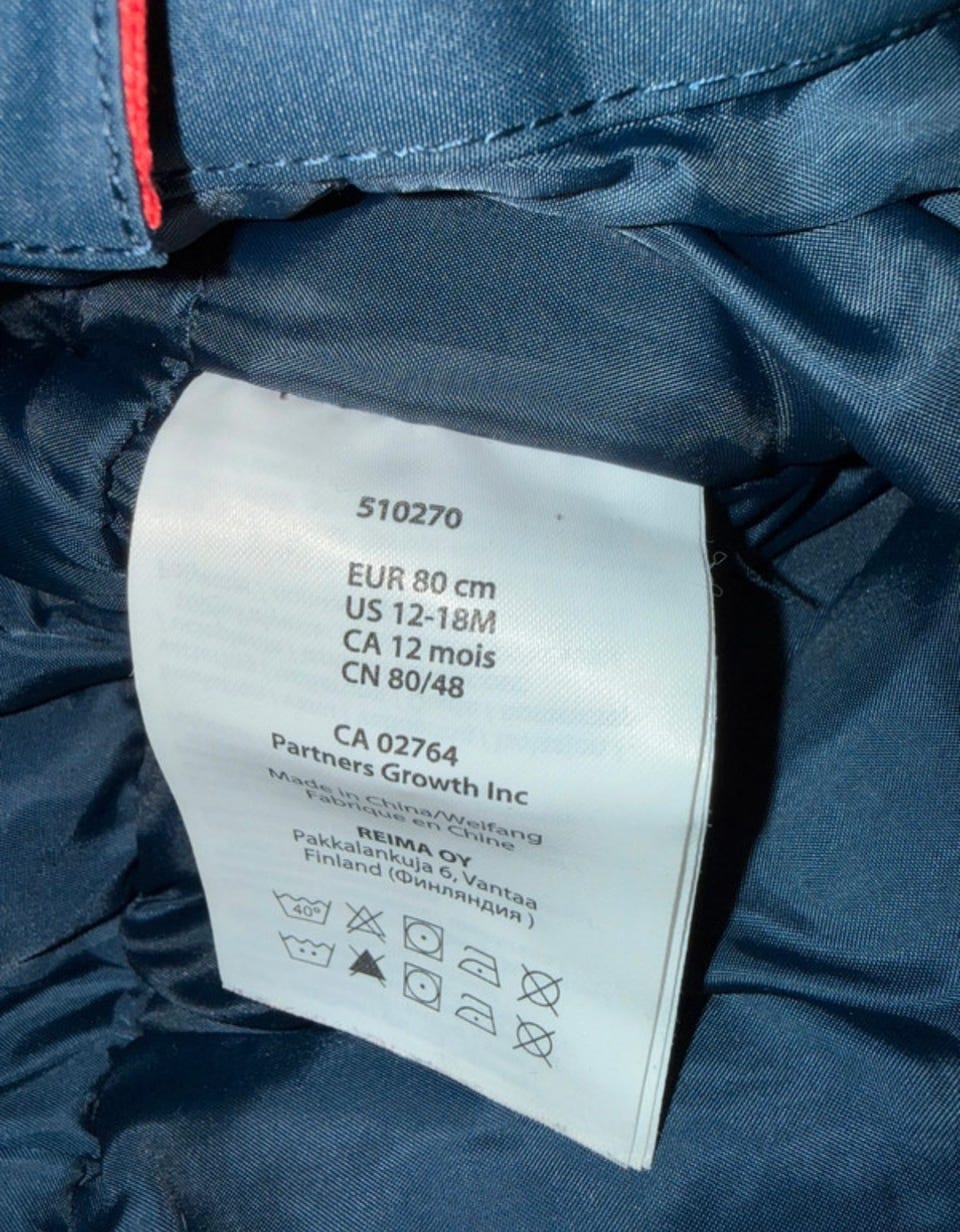 510270
EUR 80 cm
US 12-18M
CA 12 mois
CN 80/48
CA 02764
Partners Growth Inc
Made in China/Weifang
Fabrique en Chine
REIMA OY
Pakkalankuja 6, Vantaa
Finland (Финляндия )
40°